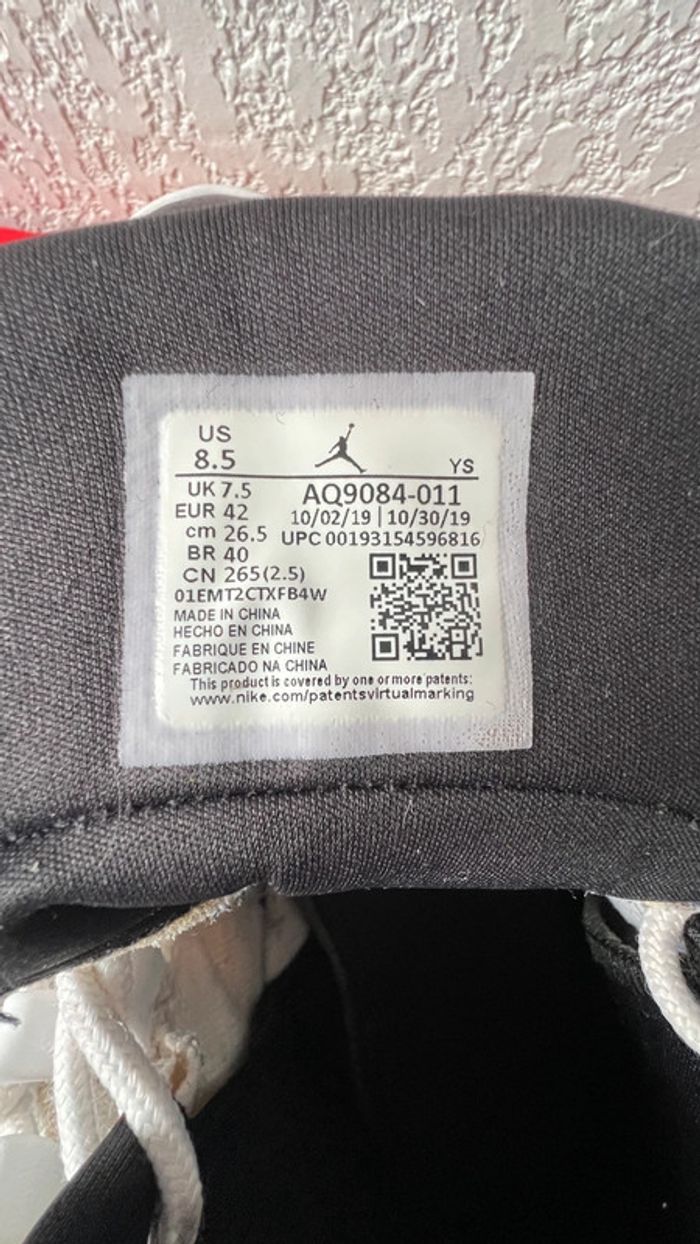 US
8.5
YS
UK 7.5
AQ9084-011
EUR 42
10/02/19 | 10/30/19
cm 26.5
UPC 00193154596816
BR 40
CN 265(2.5)
01EMT2CTXFB4W
MADE IN CHINA
HECHO EN CHINA
FABRIQUE EN CHINE
FABRICADO NA CHINA
This product is covered by one or more patents:
www.nike.com/patentsvirtualmarking